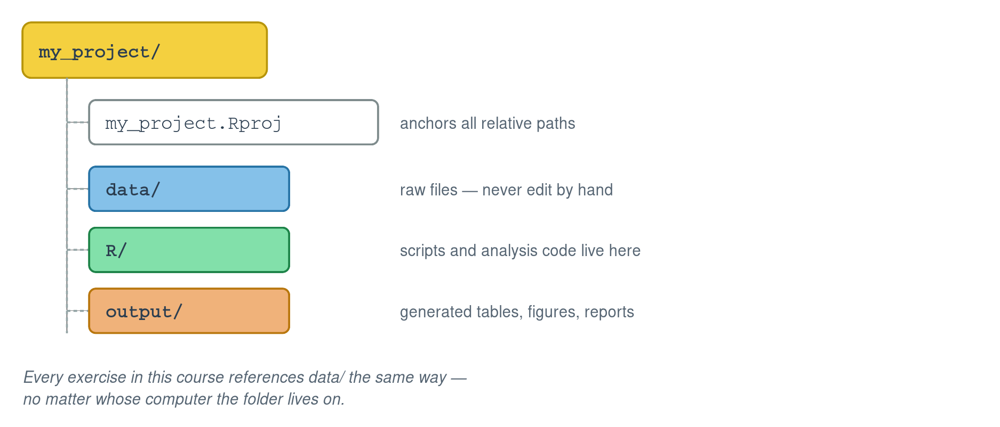 my_project/
my_project.Rproj anchors all relative paths
data/ raw files — never edit by hand
R/ scripts and analysis code live here
output/ generated tables, figures, reports
Every exercise in this course references data/ the same way —
no matter whose computer the folder lives on.